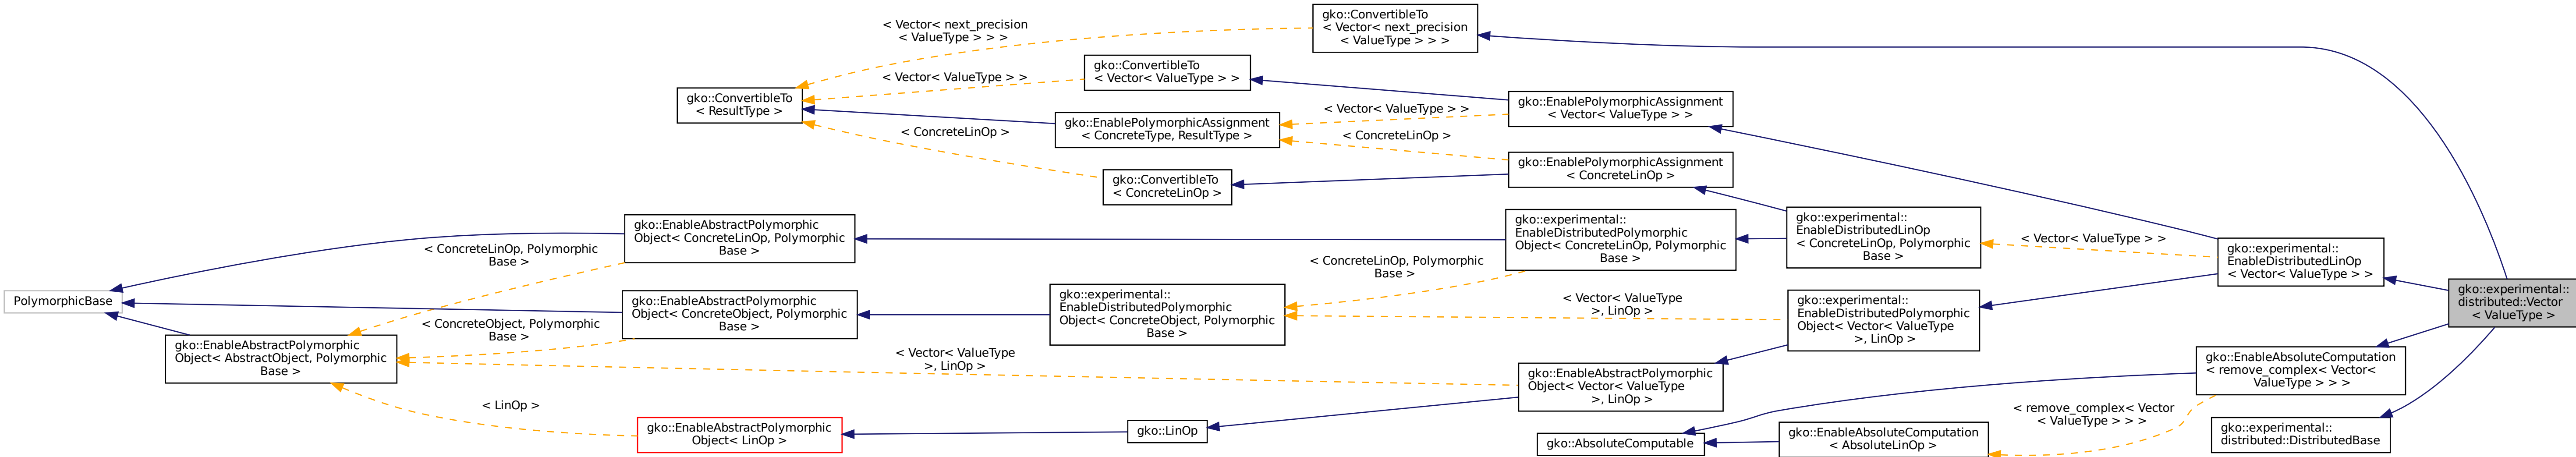 PolymorphicBase
gko::EnableAbstractPolymorphic
Object< AbstractObject, Polymorphic
Base >
< ConcreteLinOp, Polymorphic
Base >
< ConcreteObject, Polymorphic
Base >
< Vector< ValueType
>, LinOp >
< LinOp >
gko::EnableAbstractPolymorphic
Object< ConcreteLinOp, Polymorphic
Base >
gko::EnableAbstractPolymorphic
Object< ConcreteObject, Polymorphic
Base >
gko::EnableAbstractPolymorphic
Object< LinOp >
gko::ConvertibleTo
< ResultType >
< Vector< next_precision
< ValueType > > >
< Vector< ValueType > >
< ConcreteLinOp >
gko::ConvertibleTo
< Vector< next_precision
< ValueType > > >
gko::ConvertibleTo
< Vector< ValueType > >
gko::EnablePolymorphicAssignment
< ConcreteType, ResultType >
gko::ConvertibleTo
< ConcreteLinOp >
< Vector< ValueType > >
< ConcreteLinOp >
gko::EnablePolymorphicAssignment
< Vector< ValueType > >
gko::EnablePolymorphicAssignment
< ConcreteLinOp >
gko::experimental::
EnableDistributedPolymorphic
Object< ConcreteObject, Polymorphic
Base >
< ConcreteLinOp, Polymorphic
Base >
< Vector< ValueType
>, LinOp >
gko::experimental::
EnableDistributedPolymorphic
Object< ConcreteLinOp, Polymorphic
Base >
gko::experimental::
EnableDistributedLinOp
< ConcreteLinOp, Polymorphic
Base >
< Vector< ValueType > >
gko::experimental::
EnableDistributedPolymorphic
Object< Vector< ValueType
>, LinOp >
gko::EnableAbstractPolymorphic
Object< Vector< ValueType
>, LinOp >
gko::LinOp
gko::AbsoluteComputable
gko::EnableAbsoluteComputation
< AbsoluteLinOp >
< remove_complex< Vector
< ValueType > > >
gko::experimental::
EnableDistributedLinOp
< Vector< ValueType > >
gko::EnableAbsoluteComputation
< remove_complex< Vector<
ValueType > > >
gko::experimental::
distributed::DistributedBase
gko::experimental::
distributed::Vector
< ValueType >